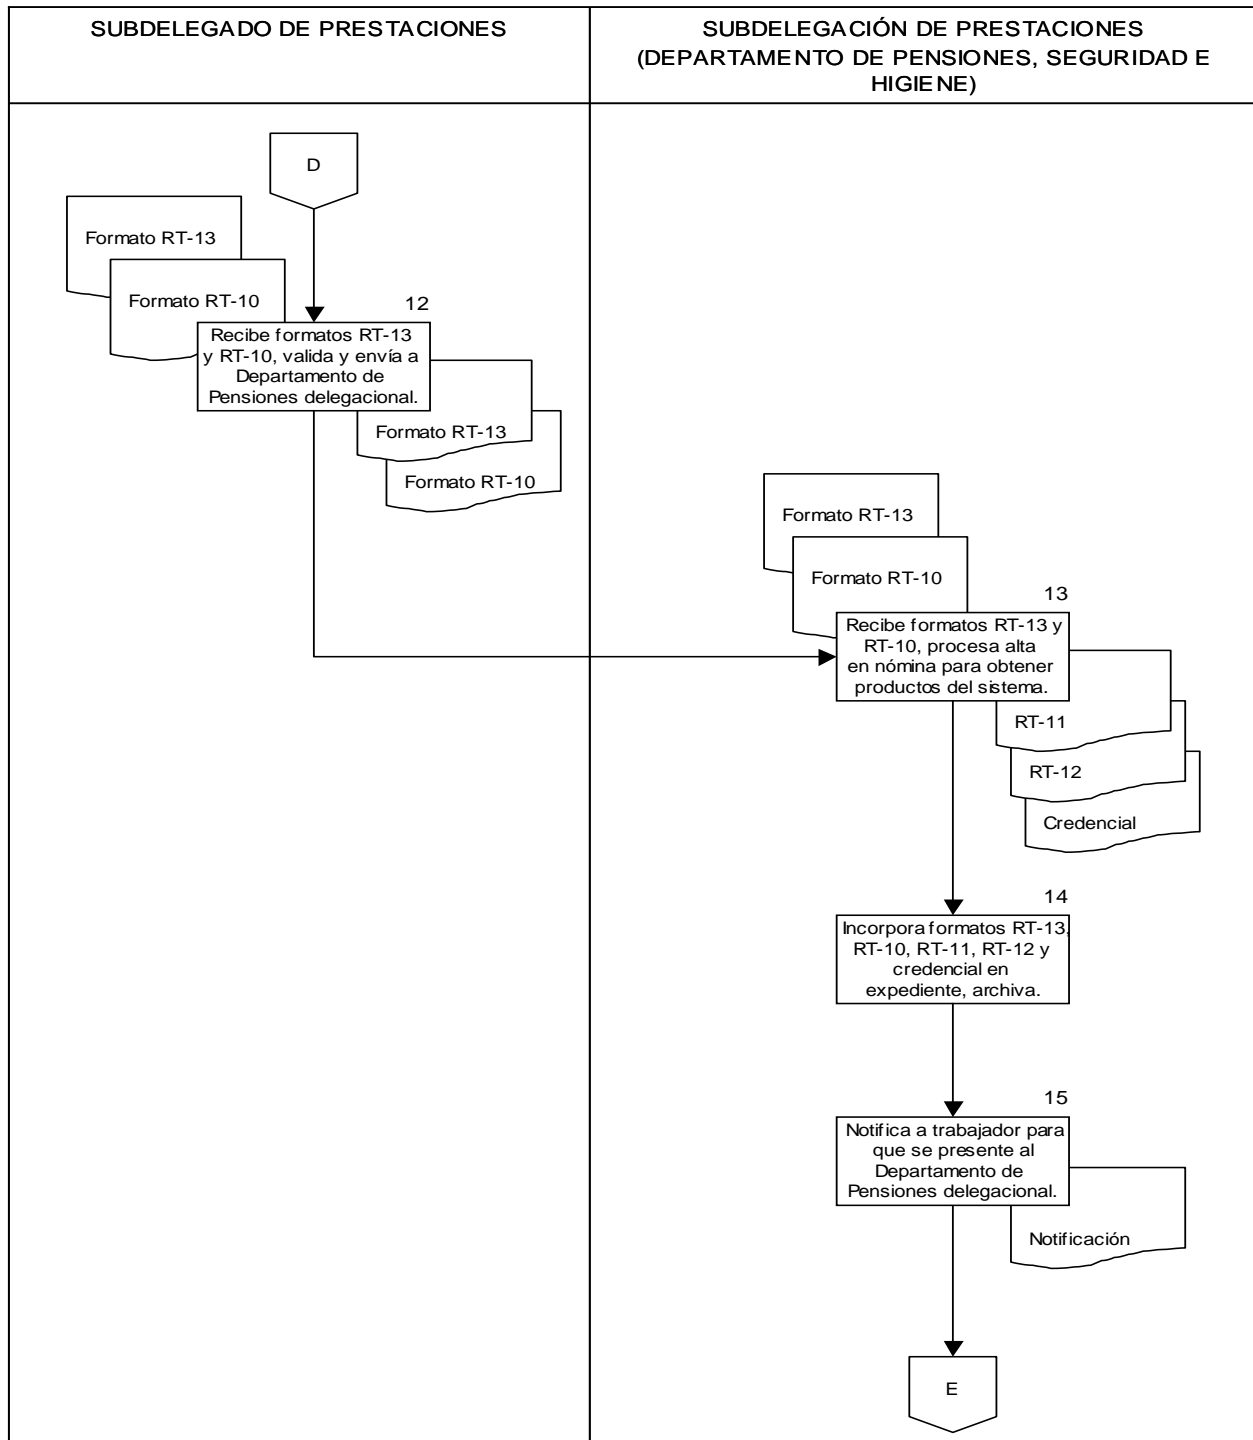 SUBDELEGADO DE PRESTACIONES
SUBDELEGACIÓN DE PRESTACIONES
(DEPARTAMENTO DE PENSIONES, SEGURIDAD E
HIGIENE)
D
Formato RT-13
Formato RT-10
12
Recibe formatos RT-13
y RT-10, valida y envía a
Departamento de
Pensiones delegacional.
Formato RT-13
Formato RT-10
Formato RT-13
Formato RT-10
13
Recibe formatos RT-13 y
RT-10, procesa alta
en nómina para obtener
productos del sistema.
RT-11
RT-12
Credencial
14
Incorpora formatos RT-13,
RT-10, RT-11, RT-12 y
credencial en
expediente, archiva.
15
Notifica a trabajador para
que se presente al
Departamento de
Pensiones delegacional.
Notificación
E